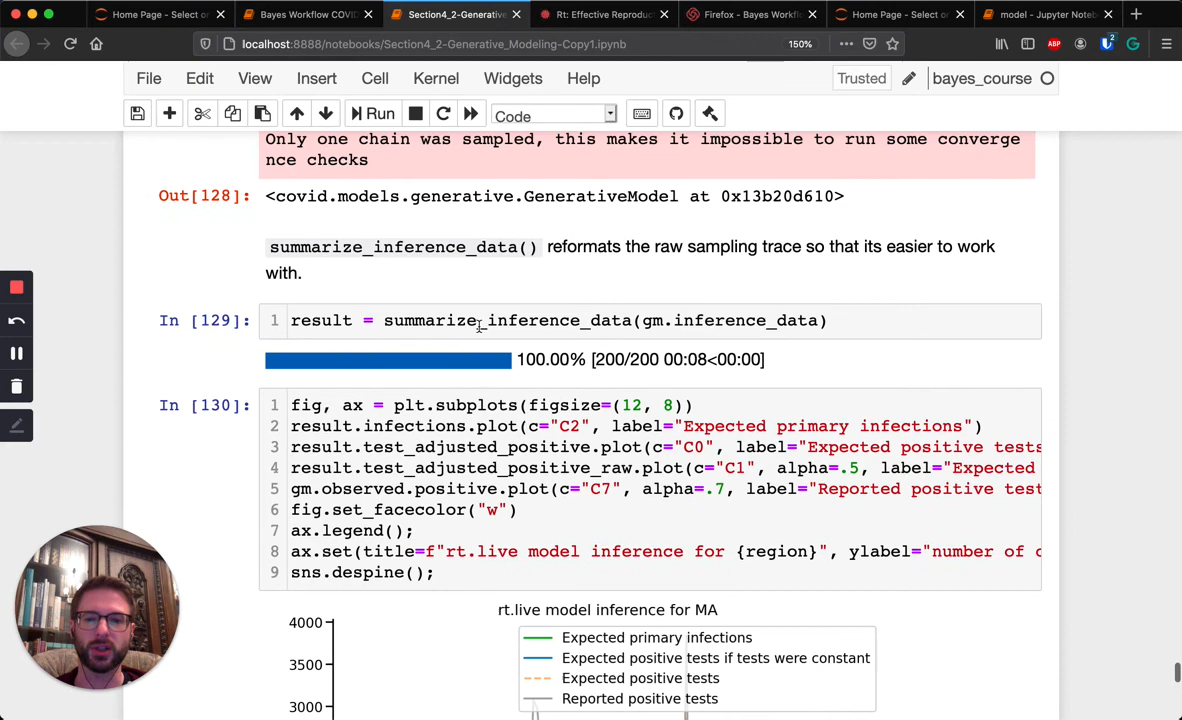 Home Page - Select or
Bayes Workflow COVI
Section4_2-Generative
Rt: Effective Reproduc
Firefox - Bayes Workfl
Home Page - Select or
model - Jupyter Noteb
localhost:8888/notebooks/Section4_2-Generative_Modeling-Copy1.ipynb
150%
ABP
2
File Edit View Insert Cell Kernel Widgets Help
Trusted
bayes_course
Run
Code
Only one chain was sampled, this makes it impossible to run some converge
nce checks
Out[128]: <covid.models.generative.GenerativeModel at 0x13b20d610>
summarize_inference_data() reformats the raw sampling trace so that its easier to work
with.
In [129]: 1 result = summarize_inference_data(gm.inference_data)
100.00% [200/200 00:08<00:00]
In [130]: 1 fig, ax = plt.subplots(figsize=(12, 8))
2 result.infections.plot(c="C2", label="Expected primary infections")
3 result.test_adjusted_positive.plot(c="C0", label="Expected positive tests
4 result.test_adjusted_positive_raw.plot(c="C1", alpha=.5, label="Expected
5 gm.observed.positive.plot(c="C7", alpha=.7, label="Reported positive test
6 fig.set_facecolor("w")
7 ax.legend();
8 ax.set(title=f"rt.live model inference for {region}", ylabel="number of c
9 sns.despine();
rt.live model inference for MA
4000
Expected primary infections
3500
Expected positive tests if tests were constant
Expected positive tests
Reported positive tests
3000